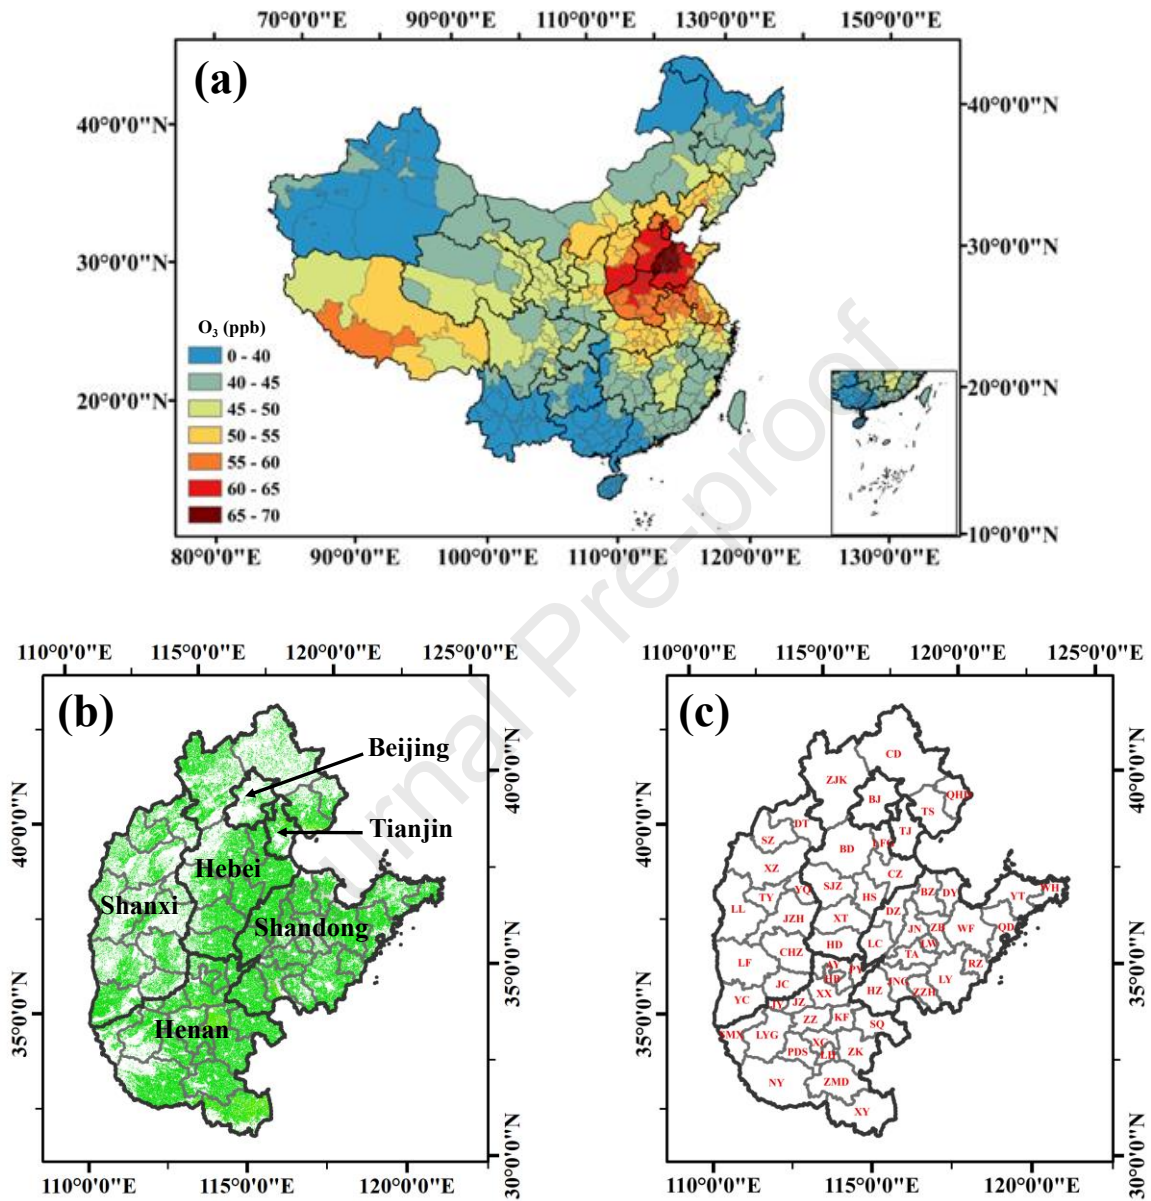 70°0'0"E 90°0'0"E 110°0'0"E 130°0'0"E 150°0'0"E
(a)
40°0'0"N
30°0'0"N
20°0'0"N
40°0'0"N
30°0'0"N
20°0'0"N
10°0'0"N
O3 (ppb)
0 - 40
40 - 45
45 - 50
50 - 55
55 - 60
60 - 65
65 - 70
80°0'0"E 90°0'0"E 100°0'0"E 110°0'0"E 120°0'0"E 130°0'0"E
Journal Pre-proof
110°0'0"E 115°0'0"E 120°0'0"E 125°0'0"E
(b)
Beijing
Tianjin
Hebei
Shanxi
Shandong
Henan
40°0'0"N
35°0'0"N
40°0'0"N
35°0'0"N
30°0'0"N
110°0'0"E 115°0'0"E 120°0'0"E
110°0'0"E 115°0'0"E 120°0'0"E 125°0'0"E
(c)
CD
ZJK
BJ QHD
TS
DT TJ
SZ BD LFG
XZ CZ
TY YQ SJZ HS BZ DY YT WH
LL JZH XT DZ JN ZB WF QD
CHZ HD LC LW
LF TA RZ
AY PY LY
JC HB HZ JNG ZZH
YC JY JZ XX
SMX LYG ZZ KF SQ
XC
PDS LH ZK
NY ZMD
XY
40°0'0"N
35°0'0"N
40°0'0"N
35°0'0"N
30°0'0"N
110°0'0"E 115°0'0"E 120°0'0"E